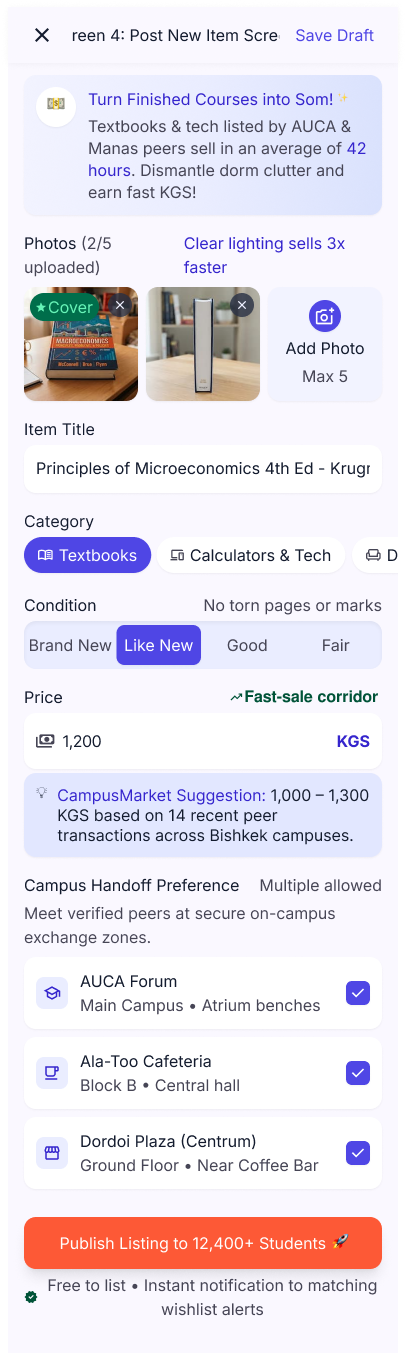 reen 4: Post New Item Scre
Save Draft
Turn Finished Courses into Som! ✨
Textbooks & tech listed by AUCA &
Manas peers sell in an average of 42
hours. Dismantle dorm clutter and
earn fast KGS!
Photos (2/5
uploaded)
Clear lighting sells 3x
faster
Cover
MACROECONOMICS
Add Photo
Max 5
Item Title
Principles of Microeconomics 4th Ed - Krugr
Category
Textbooks
Calculators & Tech
D
Condition
No torn pages or marks
Brand New
Like New
Good
Fair
Price
Fast-sale corridor
1,200
KGS
CampusMarket Suggestion: 1,000 – 1,300
KGS based on 14 recent peer
transactions across Bishkek campuses.
Campus Handoff Preference
Multiple allowed
Meet verified peers at secure on-campus
exchange zones.
AUCA Forum
Main Campus • Atrium benches
Ala-Too Cafeteria
Block B • Central hall
Dordoi Plaza (Centrum)
Ground Floor • Near Coffee Bar
Publish Listing to 12,400+ Students 🚀
Free to list • Instant notification to matching
wishlist alerts